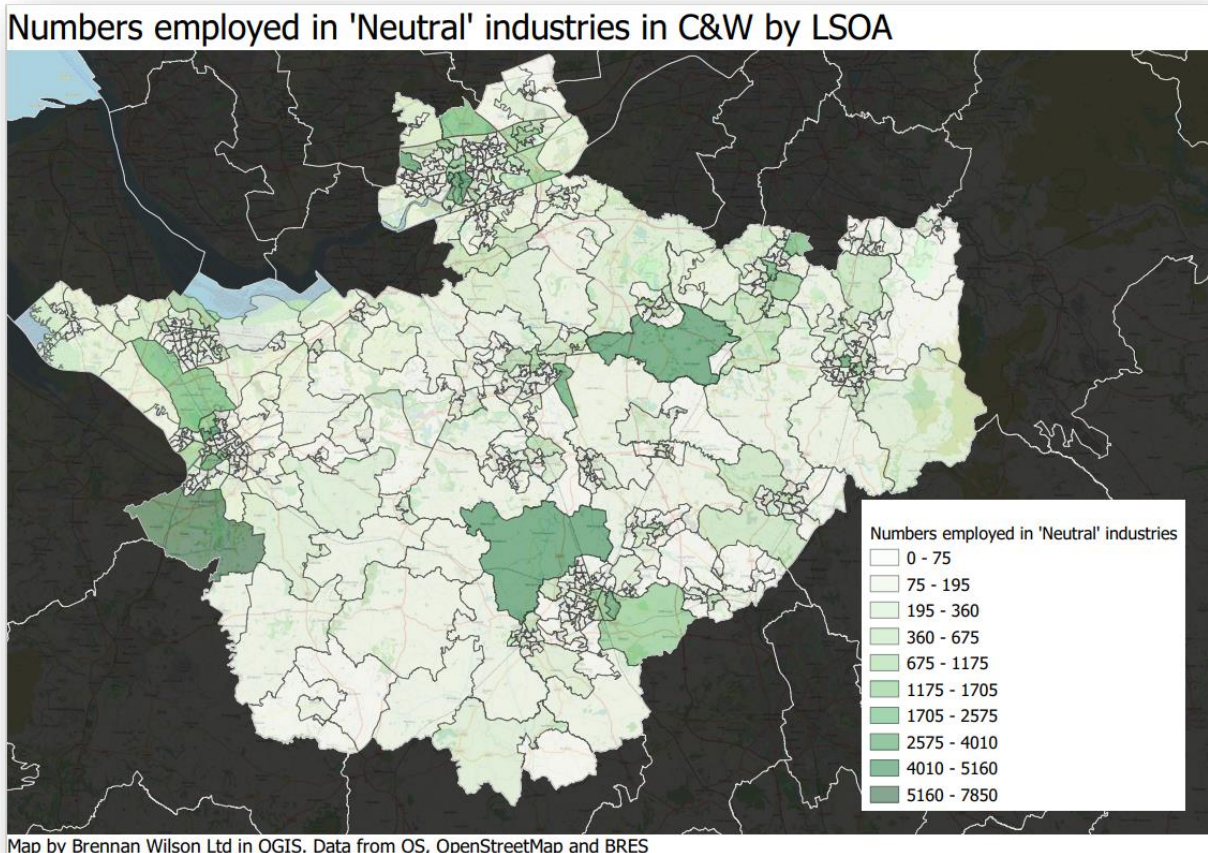 Numbers employed in 'Neutral' industries in C&W by LSOA
Numbers employed in 'Neutral' industries
0 - 75
75 - 195
195 - 360
360 - 675
675 - 1175
1175 - 1705
1705 - 2575
2575 - 4010
4010 - 5160
5160 - 7850
Map by Brennan Wilson Ltd in QGIS. Data from OS, OpenStreetMap and BRES